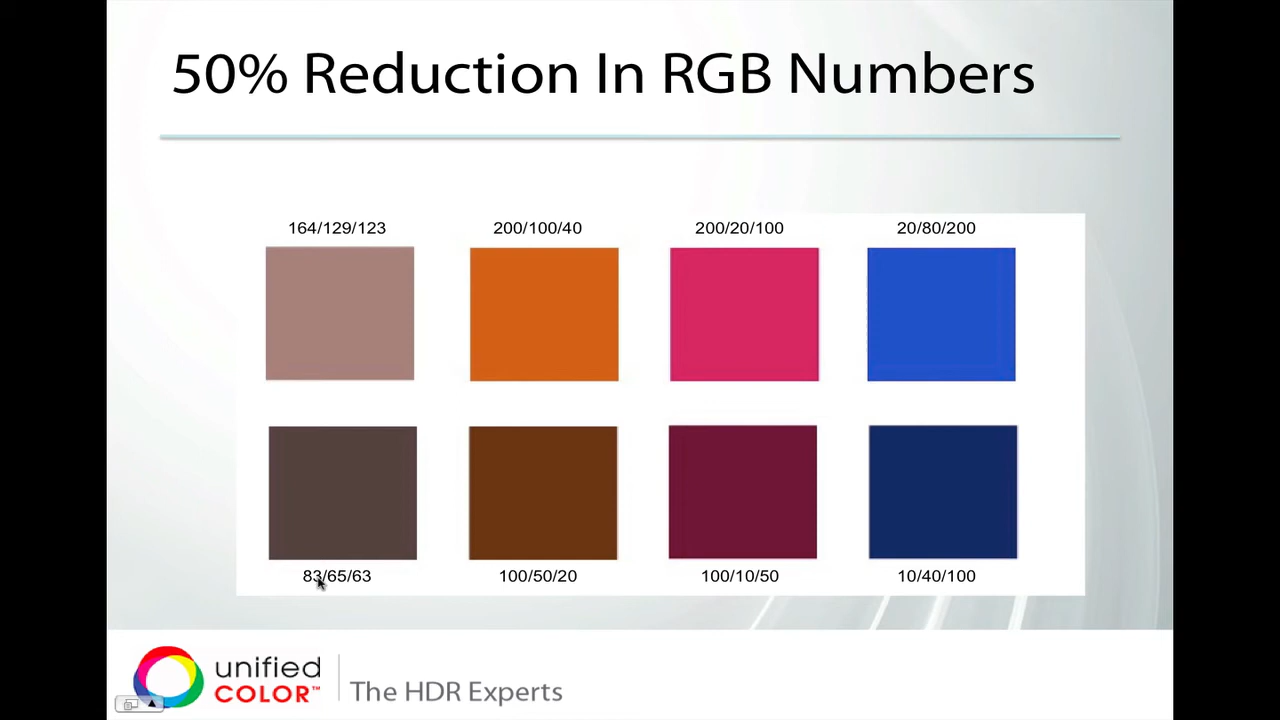 50% Reduction In RGB Numbers
164/129/123 200/100/40 200/20/100 20/80/200
83/65/63 100/50/20 100/10/50 10/40/100
unified
COLOR™
The HDR Experts